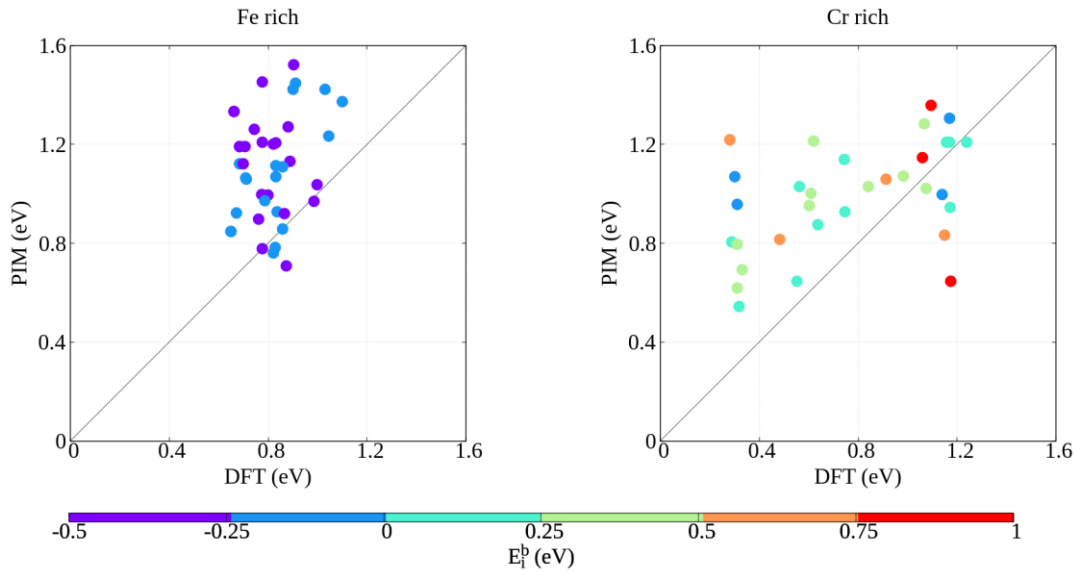 Fe rich
Cr rich
1.6
1.2
0.8
0.4
0
PIM (eV)
0 0.4 0.8 1.2 1.6
DFT (eV)
1.6
1.2
0.8
0.4
0
PIM (eV)
0 0.4 0.8 1.2 1.6
DFT (eV)
-0.5 -0.25 0 0.25 0.5 0.75 1
E_i^b (eV)